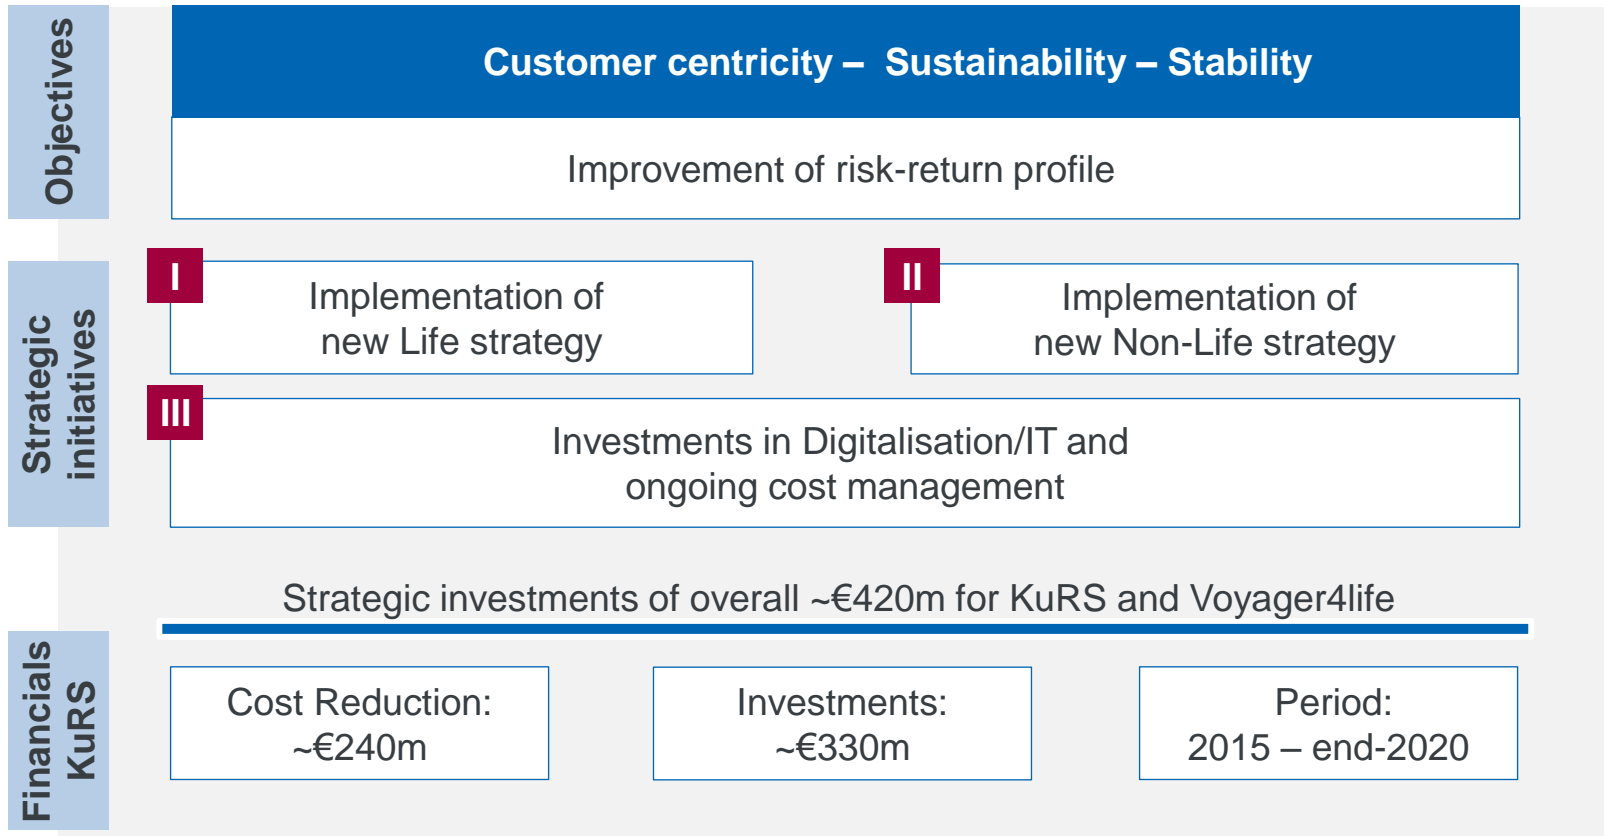 Objectives
Customer centricity – Sustainability – Stability
Improvement of risk-return profile
Strategic
initiatives
I
Implementation of
new Life strategy
II
Implementation of
new Non-Life strategy
III
Investments in Digitalisation/IT and
ongoing cost management
Strategic investments of overall ~€420m for KuRS and Voyager4life
Financials
KuRS
Cost Reduction:
~€240m
Investments:
~€330m
Period:
2015 – end-2020